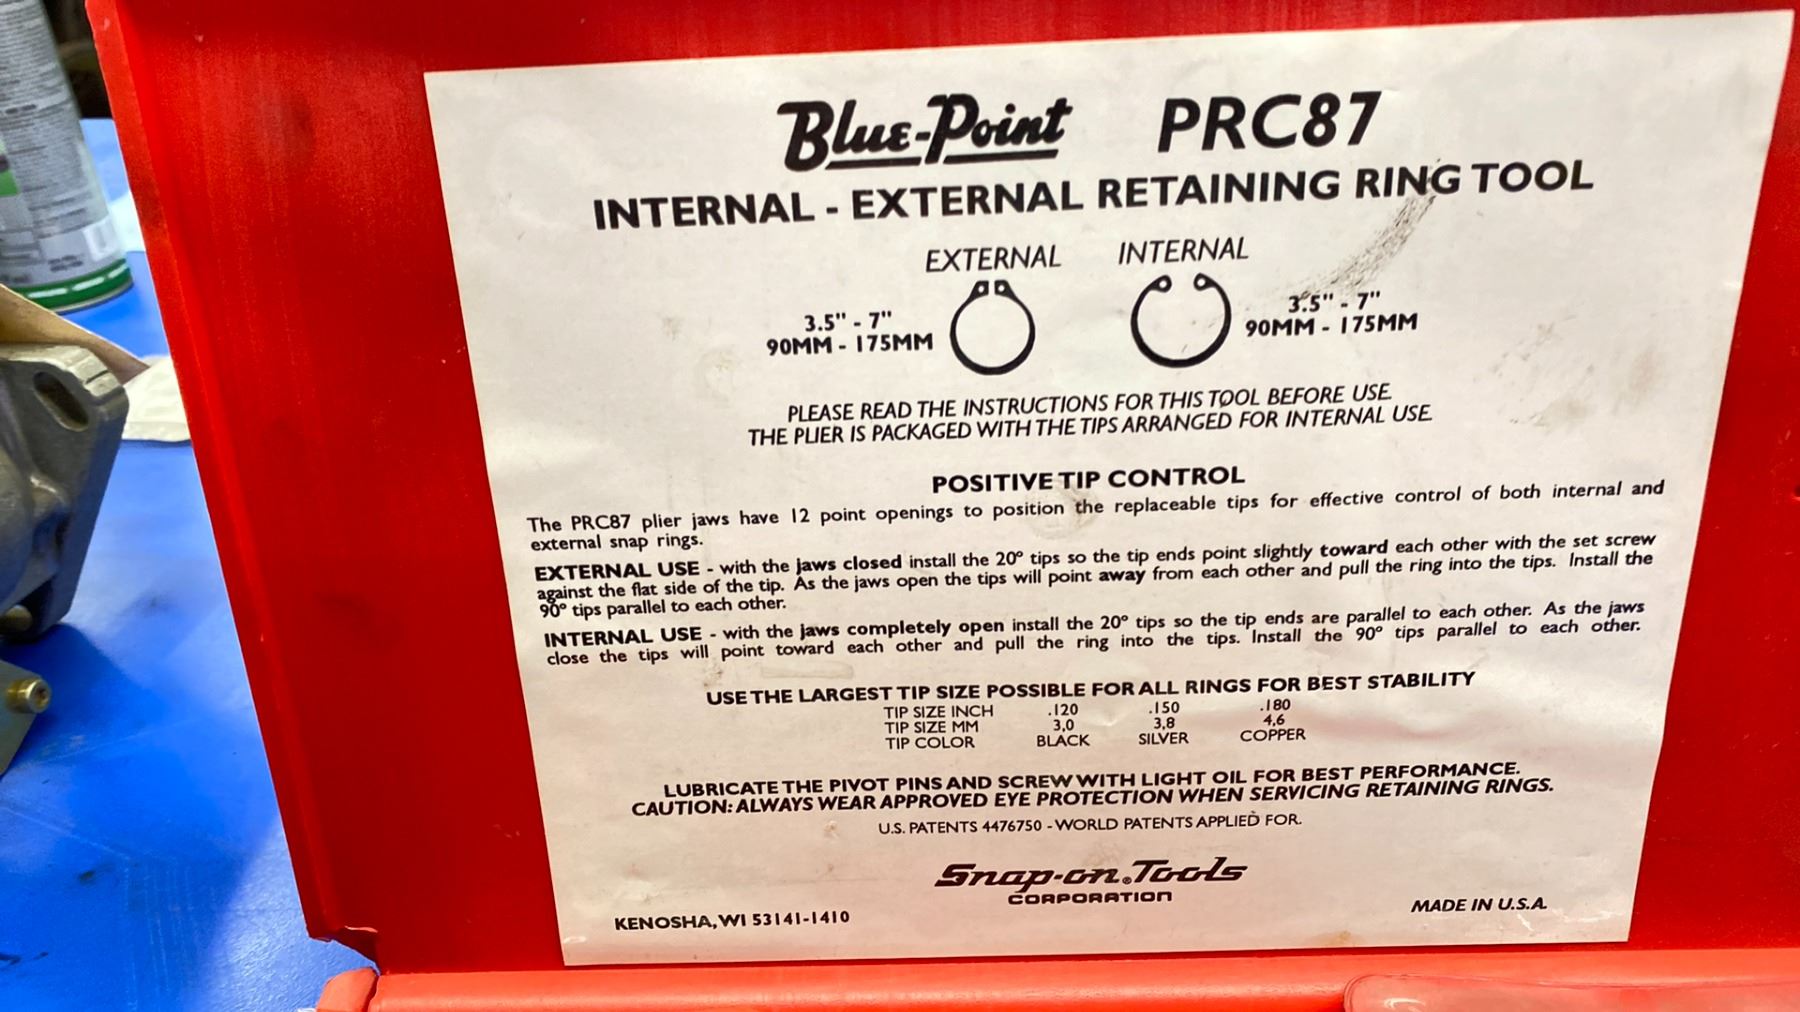 Blue-Point PRC87
INTERNAL - EXTERNAL RETAINING RING TOOL
EXTERNAL INTERNAL
3.5" - 7"
90MM - 175MM
3.5" - 7"
90MM - 175MM
PLEASE READ THE INSTRUCTIONS FOR THIS TOOL BEFORE USE.
THE PLIER IS PACKAGED WITH THE TIPS ARRANGED FOR INTERNAL USE.
POSITIVE TIP CONTROL
The PRC87 plier jaws have 12 point openings to position the replaceable tips for effective control of both internal and
external snap rings.
EXTERNAL USE - with the jaws closed install the 20° tips so the tip ends point slightly toward each other with the set screw
against the flat side of the tip. As the jaws open the tips will point away from each other and pull the ring into the tips. Install the
90° tips parallel to each other.
INTERNAL USE - with the jaws completely open install the 20° tips so the tip ends are parallel to each other. As the jaws
close the tips will point toward each other and pull the ring into the tips. Install the 90° tips parallel to each other.
USE THE LARGEST TIP SIZE POSSIBLE FOR ALL RINGS FOR BEST STABILITY
TIP SIZE INCH .120 .150 .180
TIP SIZE MM 3,0 3,8 4,6
TIP COLOR BLACK SILVER COPPER
LUBRICATE THE PIVOT PINS AND SCREW WITH LIGHT OIL FOR BEST PERFORMANCE.
CAUTION: ALWAYS WEAR APPROVED EYE PROTECTION WHEN SERVICING RETAINING RINGS.
U.S. PATENTS 4476750 - WORLD PATENTS APPLIED FOR.
Snap-on® Tools
CORPORATION
KENOSHA, WI 53141-1410
MADE IN U.S.A.